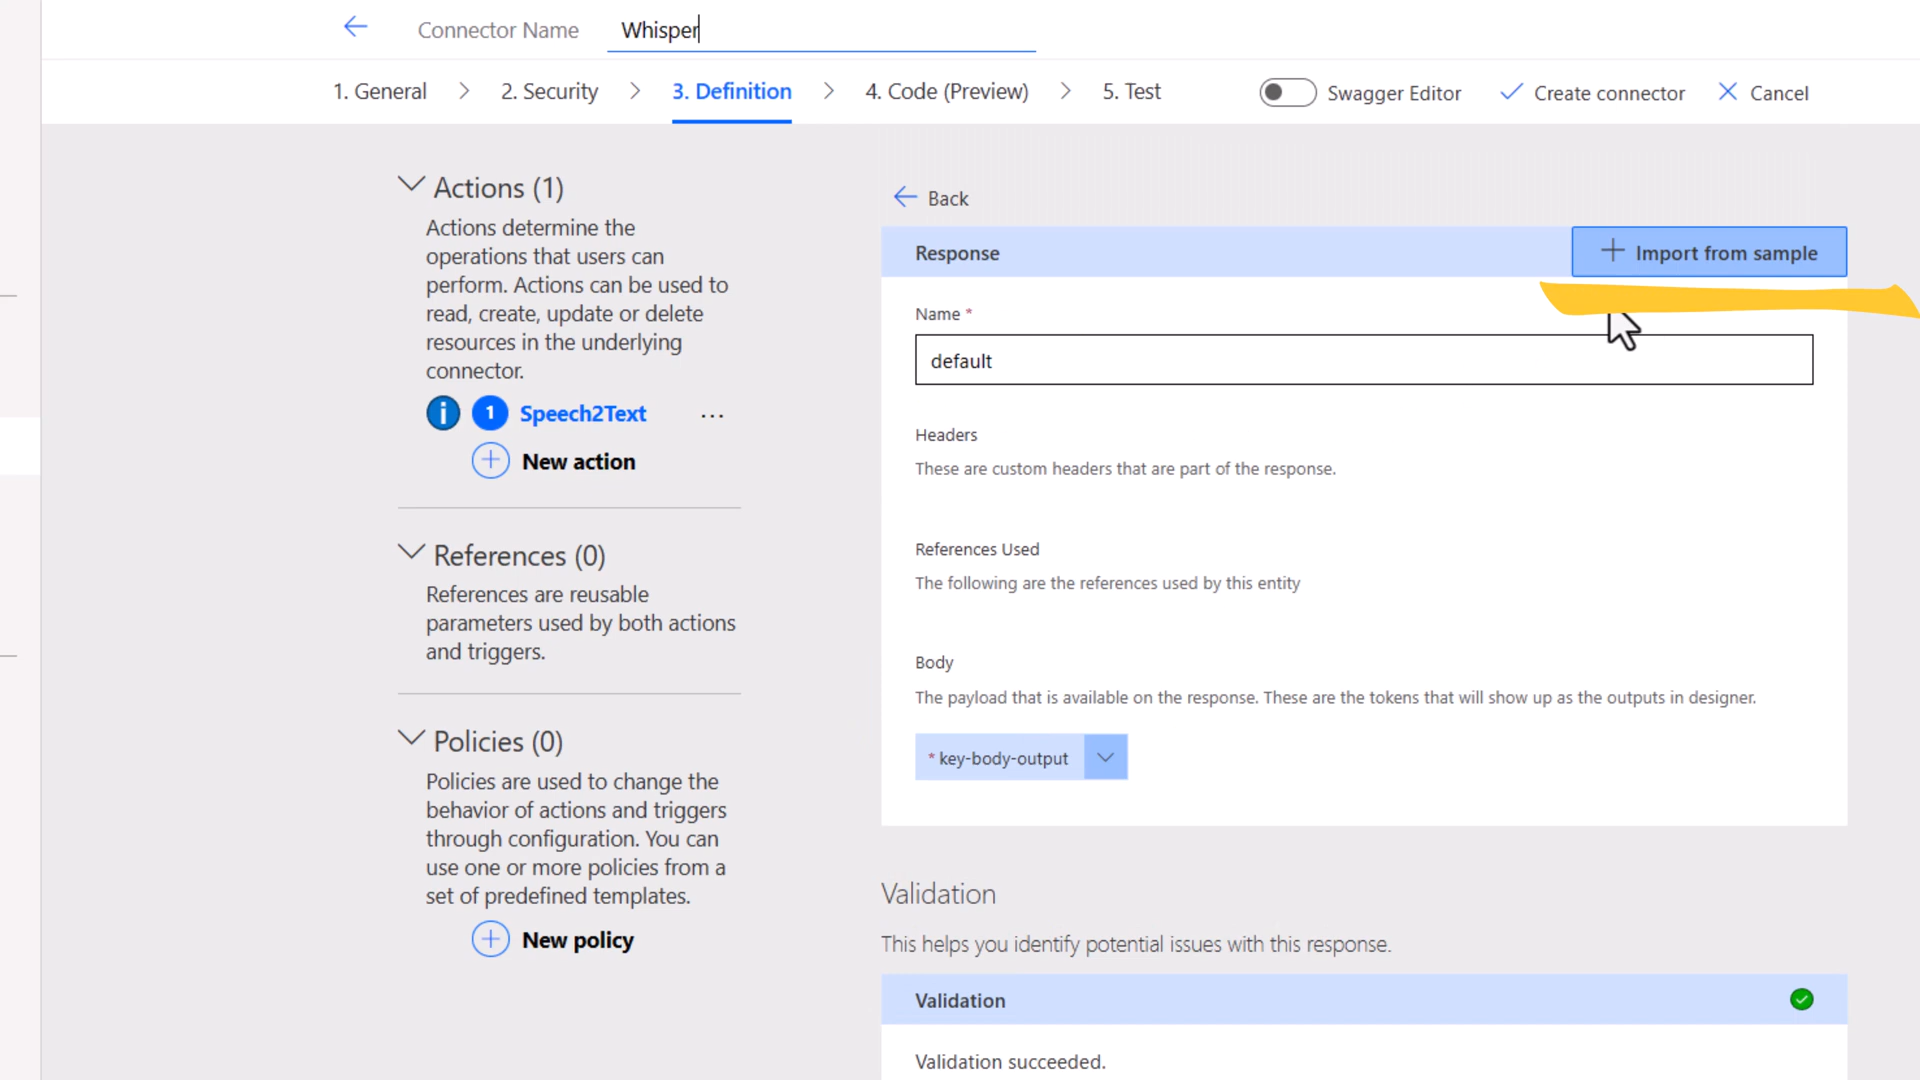 Connector Name
Whisper
1. General
2. Security
3. Definition
4. Code (Preview)
5. Test
Swagger Editor
Create connector
Cancel
Actions (1)
Actions determine the
operations that users can
perform. Actions can be used to
read, create, update or delete
resources in the underlying
connector.
i
1
Speech2Text
...
New action
References (0)
References are reusable
parameters used by both actions
and triggers.
Policies (0)
Policies are used to change the
behavior of actions and triggers
through configuration. You can
use one or more policies from a
set of predefined templates.
New policy
Back
Response
Import from sample
Name *
default
Headers
These are custom headers that are part of the response.
References Used
The following are the references used by this entity
Body
The payload that is available on the response. These are the tokens that will show up as the outputs in designer.
* key-body-output
Validation
This helps you identify potential issues with this response.
Validation
Validation succeeded.